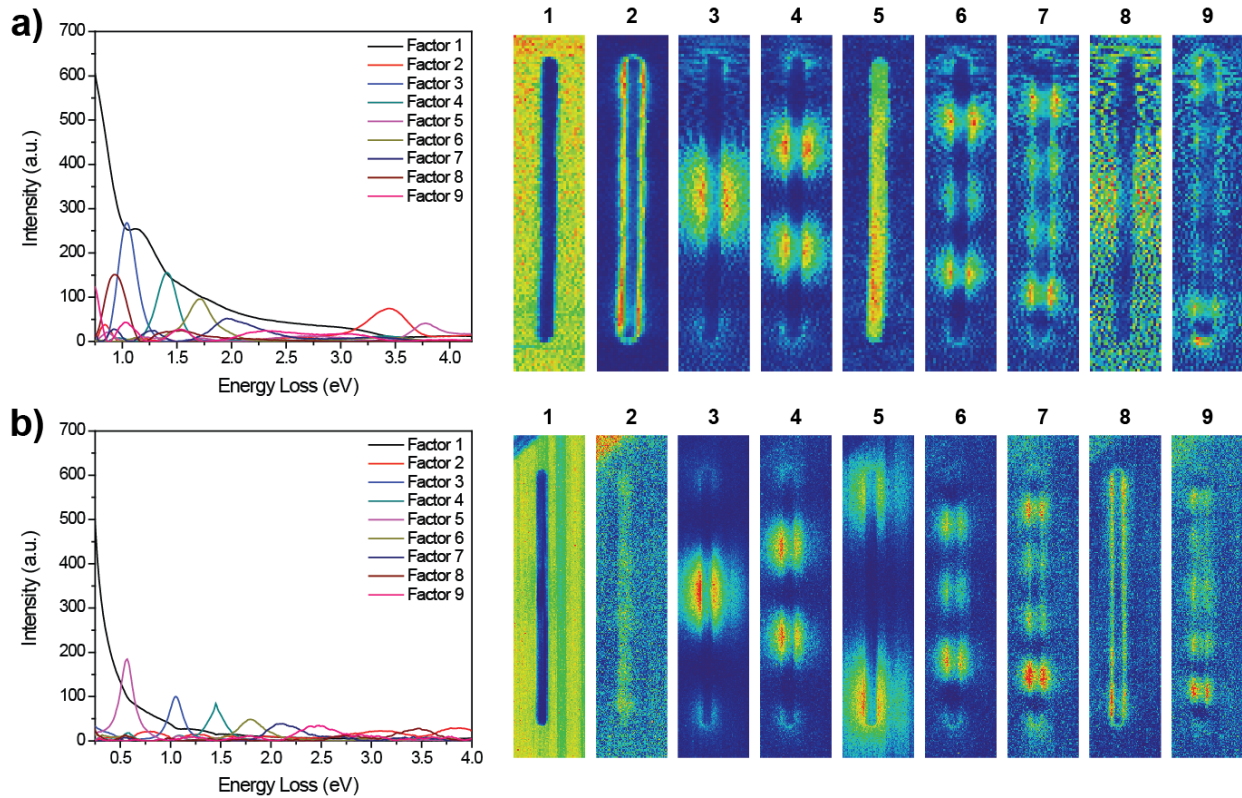 a)
700
600
500
400
300
200
100
0
Intensity (a.u.)
1.0 1.5 2.0 2.5 3.0 3.5 4.0
Energy Loss (eV)
Factor 1
Factor 2
Factor 3
Factor 4
Factor 5
Factor 6
Factor 7
Factor 8
Factor 9
1 2 3 4 5 6 7 8 9
b)
700
600
500
400
300
200
100
0
Intensity (a.u.)
0.5 1.0 1.5 2.0 2.5 3.0 3.5 4.0
Energy Loss (eV)
Factor 1
Factor 2
Factor 3
Factor 4
Factor 5
Factor 6
Factor 7
Factor 8
Factor 9
1 2 3 4 5 6 7 8 9